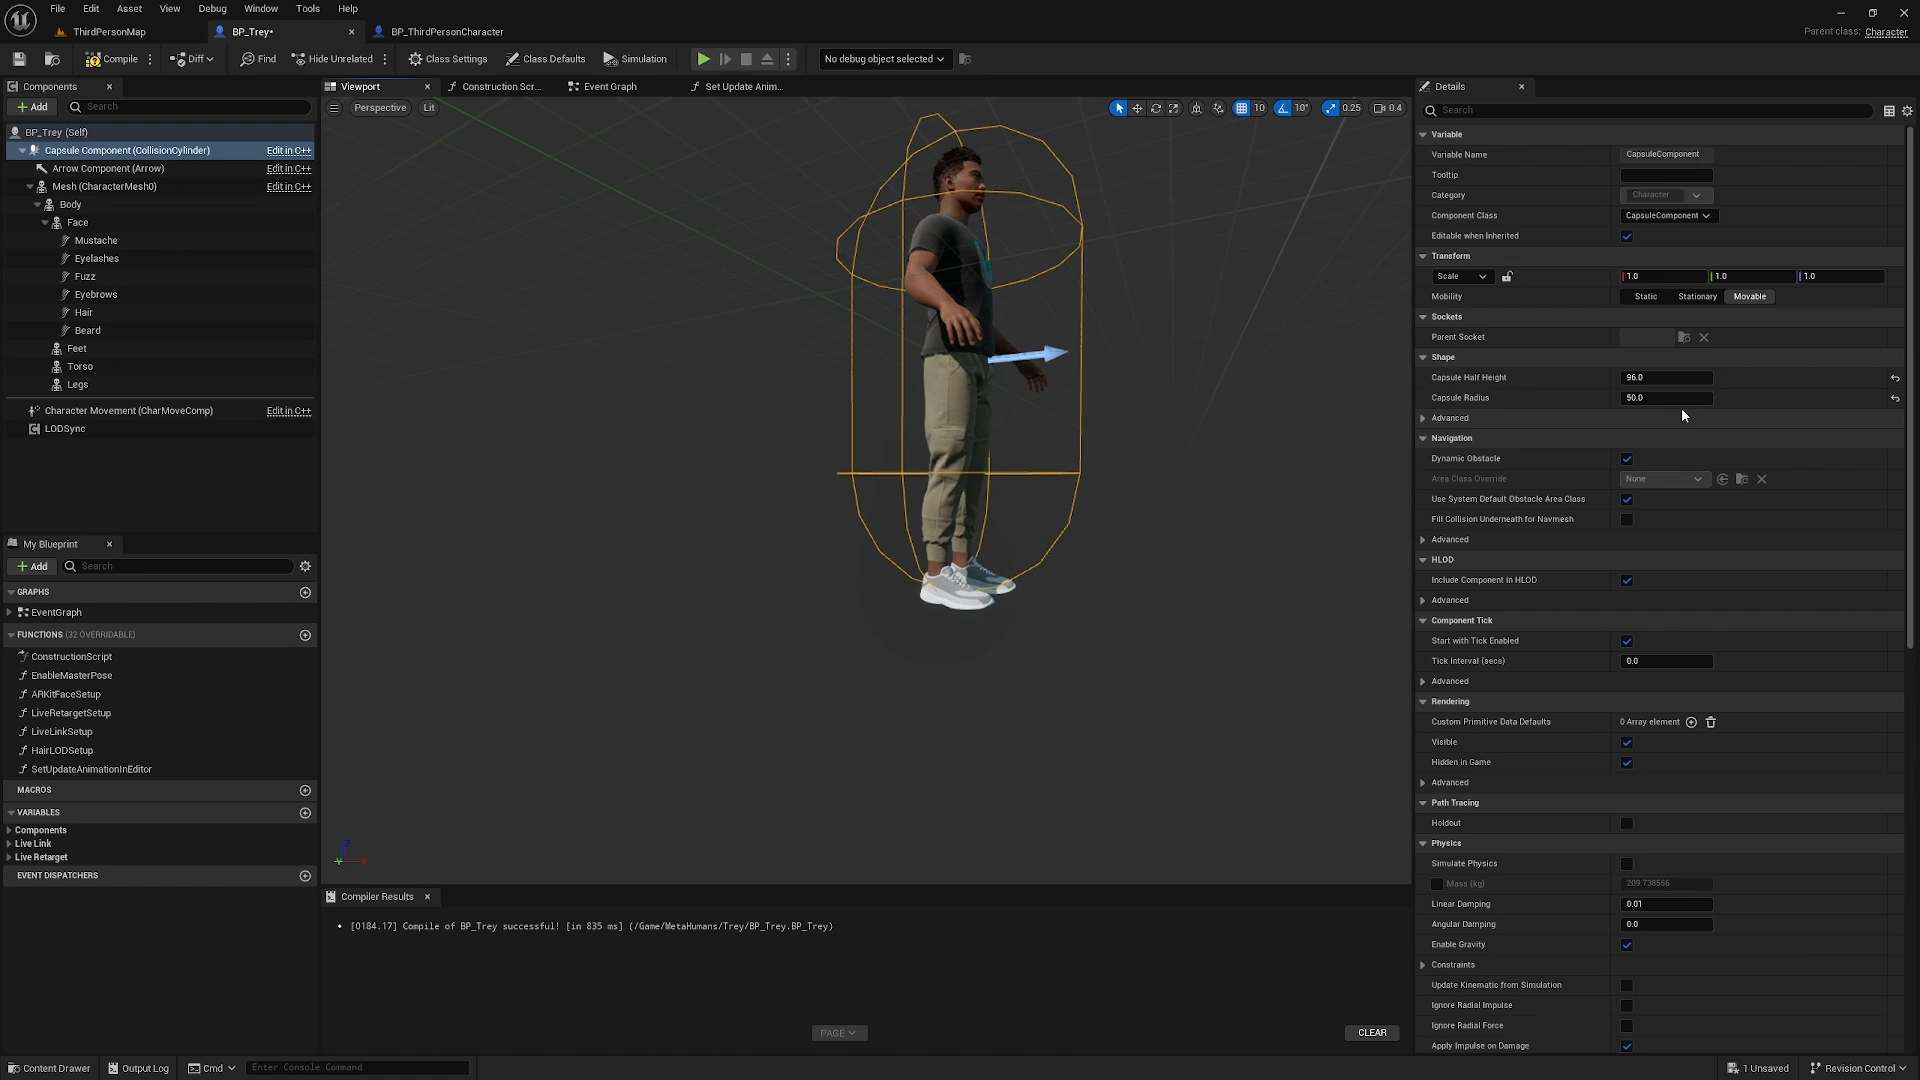 File Edit Asset View Debug Window Tools Help
ThirdPersonMap
BP_Trey•
BP_ThirdPersonCharacter
Parent class: Character
Compile
Diff
Find
Hide Unrelated
Class Settings
Class Defaults
Simulation
No debug object selected
Components
Add
Search
BP_Trey (Self)
Capsule Component (CollisionCylinder) Edit in C++
Arrow Component (Arrow) Edit in C++
Mesh (CharacterMesh0) Edit in C++
Body
Face
Mustache
Eyelashes
Fuzz
Eyebrows
Hair
Beard
Feet
Torso
Legs
Character Movement (CharMoveComp) Edit in C++
LODSync
My Blueprint
Add
Search
GRAPHS
EventGraph
FUNCTIONS (32 OVERRIDABLE)
ConstructionScript
EnableMasterPose
ARKitFaceSetup
LiveRetargetSetup
LiveLinkSetup
HairLODSetup
SetUpdateAnimationInEditor
MACROS
VARIABLES
Components
Live Link
Live Retarget
EVENT DISPATCHERS
Viewport
Construction Scr...
Event Graph
Set Update Anim...
Perspective Lit
10 10° 0.25 0.4
Z
Y X
Compiler Results
[0184.17] Compile of BP_Trey successful! [in 835 ms] (/Game/MetaHumans/Trey/BP_Trey.BP_Trey)
PAGE
CLEAR
Details
Search
Variable
Variable Name CapsuleComponent
Tooltip
Category Character
Component Class CapsuleComponent
Editable when Inherited
Transform
Scale 1.0 1.0 1.0
Mobility Static Stationary Movable
Sockets
Parent Socket
Shape
Capsule Half Height 96.0
Capsule Radius 50.0
Advanced
Navigation
Dynamic Obstacle
Area Class Override None
Use System Default Obstacle Area Class
Fill Collision Underneath for Navmesh
Advanced
HLOD
Include Component in HLOD
Advanced
Component Tick
Start with Tick Enabled
Tick Interval (secs) 0.0
Advanced
Rendering
Custom Primitive Data Defaults 0 Array element
Visible
Hidden in Game
Advanced
Path Tracing
Holdout
Physics
Simulate Physics
Mass (kg) 209.738556
Linear Damping 0.01
Angular Damping 0.0
Enable Gravity
Constraints
Update Kinematic from Simulation
Ignore Radial Impulse
Ignore Radial Force
Apply Impulse on Damage
Content Drawer
Output Log
Cmd
Enter Console Command
1 Unsaved
Revision Control